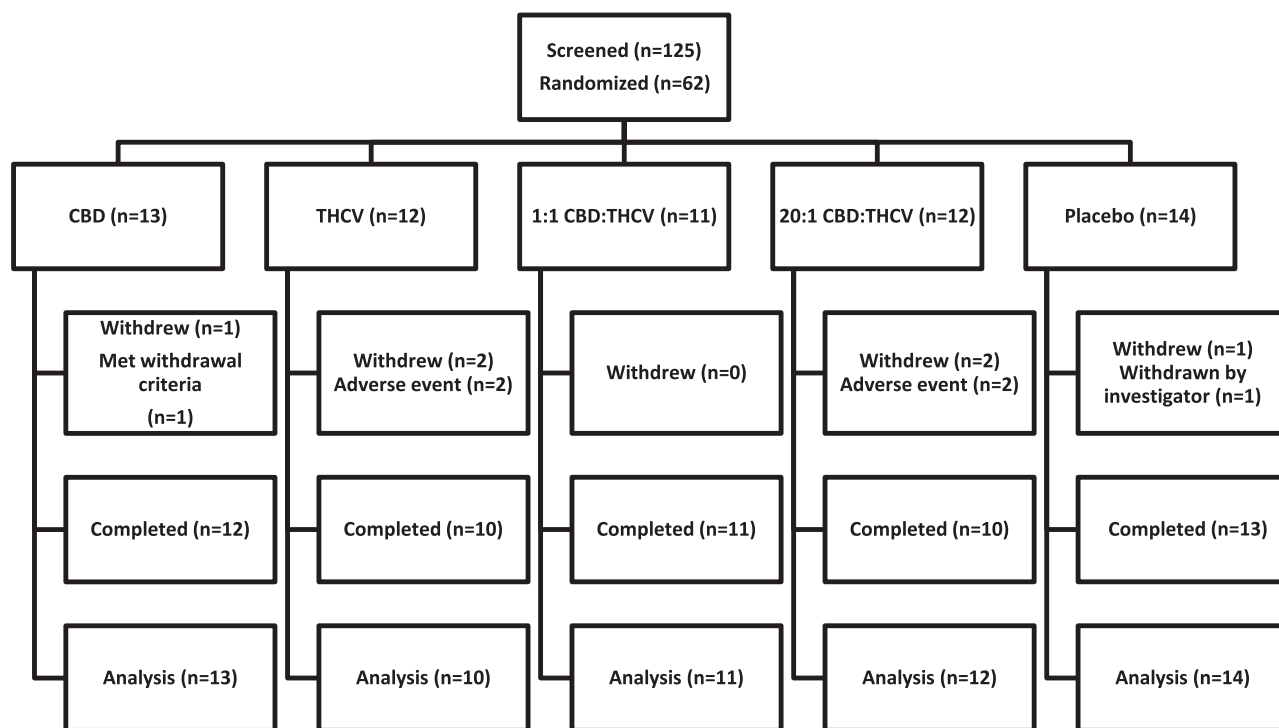 Screened (n=125)
Randomized (n=62)
CBD (n=13)
THCV (n=12)
1:1 CBD:THCV (n=11)
20:1 CBD:THCV (n=12)
Placebo (n=14)
Withdrew (n=1)
Met withdrawal
criteria
(n=1)
Withdrew (n=2)
Adverse event (n=2)
Withdrew (n=0)
Withdrew (n=2)
Adverse event (n=2)
Withdrew (n=1)
Withdrawn by
investigator (n=1)
Completed (n=12)
Completed (n=10)
Completed (n=11)
Completed (n=10)
Completed (n=13)
Analysis (n=13)
Analysis (n=10)
Analysis (n=11)
Analysis (n=12)
Analysis (n=14)